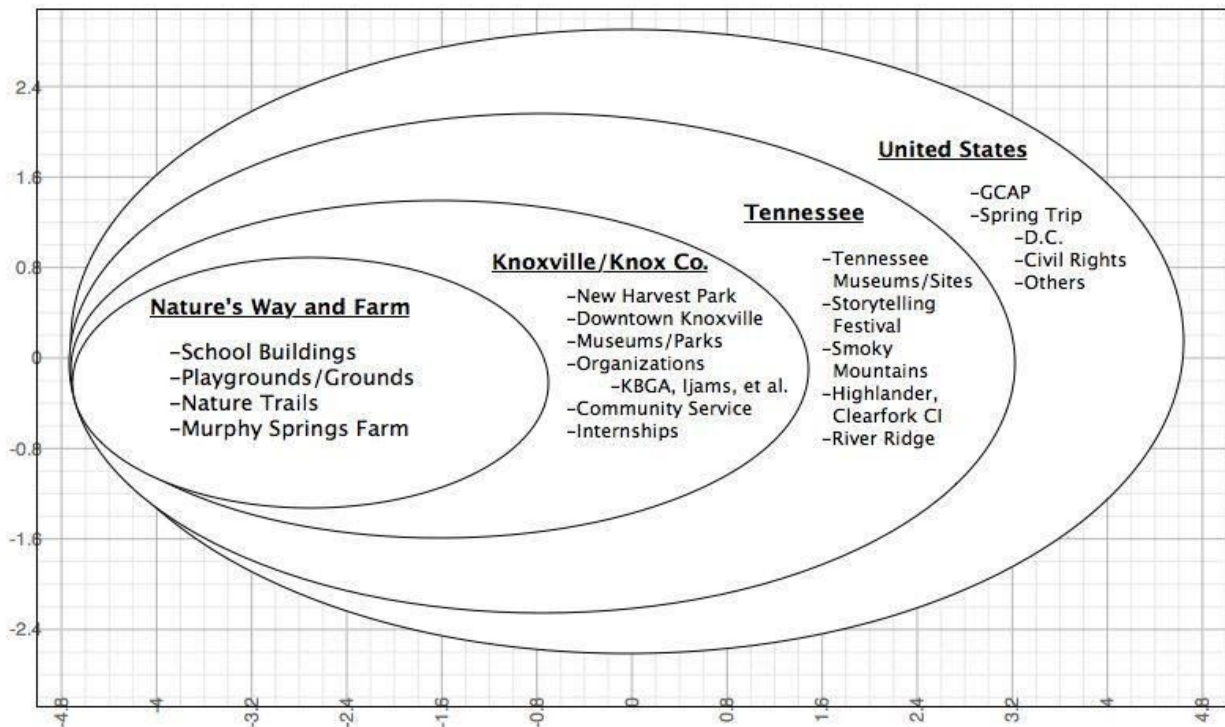 2.4
1.6
0.8
0
-0.8
-1.6
-2.4
United States
-GCAP
-Spring Trip
-D.C.
-Civil Rights
-Others
Tennessee
-Tennessee
Museums/Sites
-Storytelling
Festival
-Smoky
Mountains
-Highlander,
Clearfork CI
-River Ridge
Knoxville/Knox Co.
-New Harvest Park
-Downtown Knoxville
-Museums/Parks
-Organizations
-KBGA, Ijams, et al.
-Community Service
-Internships
Nature's Way and Farm
-School Buildings
-Playgrounds/Grounds
-Nature Trails
-Murphy Springs Farm
-4.8
-4
-3.2
-2.4
-1.6
-0.8
0
0.8
1.6
2.4
3.2
4
4.8